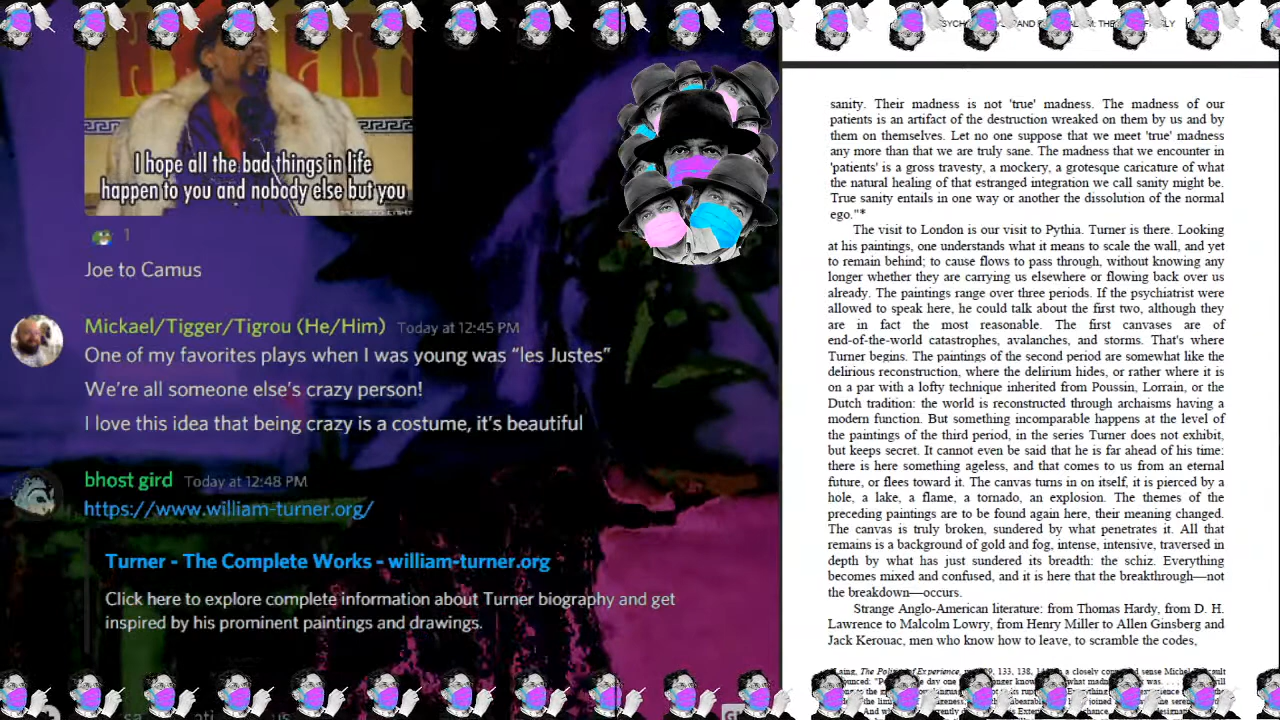 I hope all the bad things in life
happen to you and nobody else but you
1
Joe to Camus
Mickael/Tigger/Tigrou (He/Him) Today at 12:45 PM
One of my favorites plays when I was young was “les Justes”
We’re all someone else’s crazy person!
I love this idea that being crazy is a costume, it’s beautiful
bhost gird Today at 12:48 PM
https://www.william-turner.org/
Turner - The Complete Works - william-turner.org
Click here to explore complete information about Turner biography and get
inspired by his prominent paintings and drawings.
sanity. Their madness is not 'true' madness. The madness of our
patients is an artifact of the destruction wreaked on them by us and by
them on themselves. Let no one suppose that we meet 'true' madness
any more than that we are truly sane. The madness that we encounter in
'patients' is a gross travesty, a mockery, a grotesque caricature of what
the natural healing of that estranged integration we call sanity might be.
True sanity entails in one way or another the dissolution of the normal
ego."*
The visit to London is our visit to Pythia. Turner is there. Looking
at his paintings, one understands what it means to scale the wall, and yet
to remain behind; to cause flows to pass through, without knowing any
longer whether they are carrying us elsewhere or flowing back over us
already. The paintings range over three periods. If the psychiatrist were
allowed to speak here, he could talk about the first two, although they
are in fact the most reasonable. The first canvases are of
end-of-the-world catastrophes, avalanches, and storms. That's where
Turner begins. The paintings of the second period are somewhat like the
delirious reconstruction, where the delirium hides, or rather where it is
on a par with a lofty technique inherited from Poussin, Lorrain, or the
Dutch tradition: the world is reconstructed through archaisms having a
modern function. But something incomparable happens at the level of
the paintings of the third period, in the series Turner does not exhibit,
but keeps secret. It cannot even be said that he is far ahead of his time:
there is here something ageless, and that comes to us from an eternal
future, or flees toward it. The canvas turns in on itself, it is pierced by a
hole, a lake, a flame, a tornado, an explosion. The themes of the
preceding paintings are to be found again here, their meaning changed.
The canvas is truly broken, sundered by what penetrates it. All that
remains is a background of gold and fog, intense, intensive, traversed in
depth by what has just sundered its breadth: the schiz. Everything
becomes mixed and confused, and it is here that the breakthrough—not
the breakdown—occurs.
Strange Anglo-American literature: from Thomas Hardy, from D. H.
Lawrence to Malcolm Lowry, from Henry Miller to Allen Ginsberg and
Jack Kerouac, men who know how to leave, to scramble the codes,